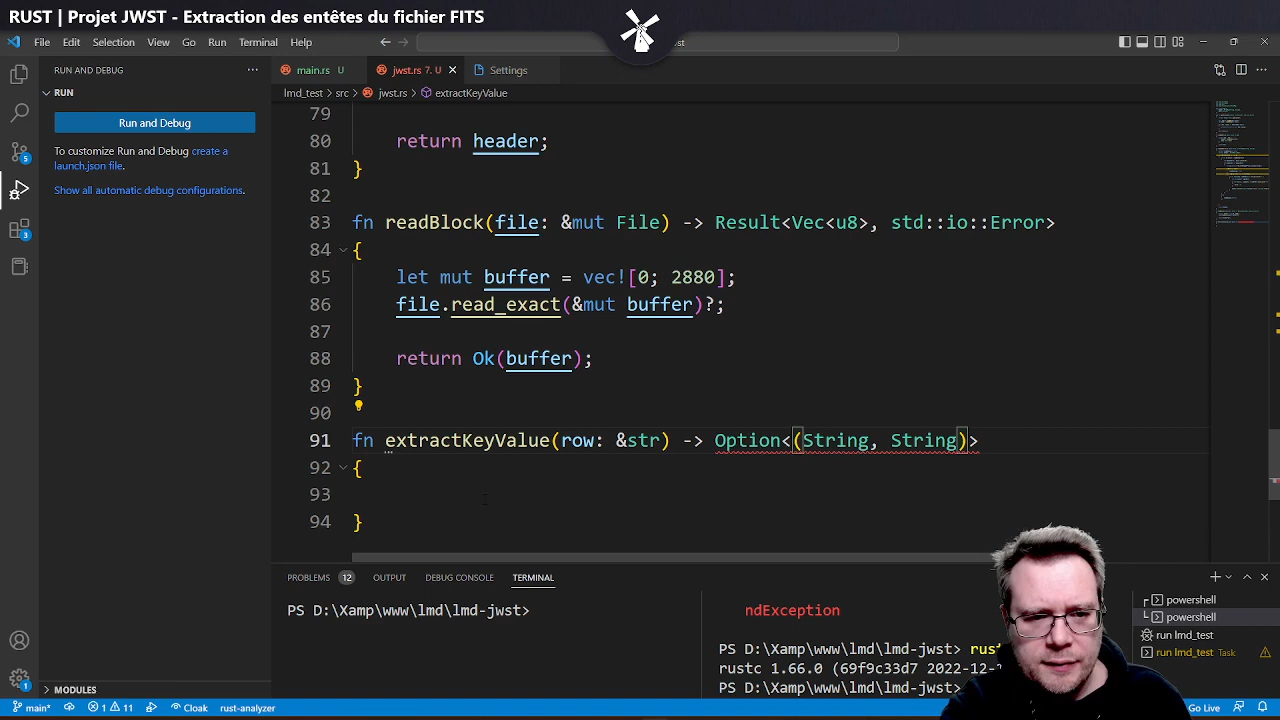 RUST | Projet JWST - Extraction des entêtes du fichier FITS
File Edit Selection View Go Run Terminal Help
RUN AND DEBUG ···
main.rs U jwst.rs 7, U Settings
RUN
lmd_test > src > jwst.rs > extractKeyValue
Run and Debug
To customize Run and Debug create a
launch.json file.
Show all automatic debug configurations.
79
80 return header;
81 }
82
83 fn readBlock(file: &mut File) -> Result<Vec<u8>, std::io::Error>
84 {
85 let mut buffer = vec![0; 2880];
86 file.read_exact(&mut buffer)?;
87
88 return Ok(buffer);
89 }
90
91 fn extractKeyValue(row: &str) -> Option<(String, String)>
92 {
93
94 }
5
3
1
PROBLEMS 12 OUTPUT DEBUG CONSOLE TERMINAL
PS D:\Xamp\www\lmd\lmd-jwst>
ndException
PS D:\Xamp\www\lmd\lmd-jwst> rust
rustc 1.66.0 (69f9c33d7 2022-12-1
PS D:\Xamp\www\lmd\lmd-jwst>
powershell
powershell
run lmd_test
run lmd_test Task
MODULES
main* 1 11 Cloak rust-analyzer Go Live